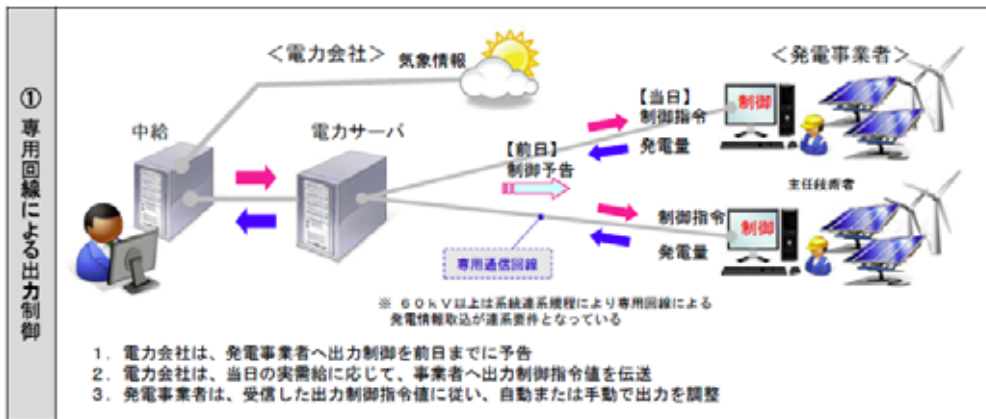 ①専用回線による出力制御
＜電力会社＞
気象情報
＜発電事業者＞
中給
電力サーバ
【当日】
制御指令
発電量
制御
【前日】
制御予告
主任技術者
制御指令
発電量
制御
専用通信回線
※ ６０ｋＶ以上は系統連系規程により専用回線による
発電情報取込が連系要件となっている
１．電力会社は、発電事業者へ出力制御を前日までに予告
２．電力会社は、当日の実需給に応じて、事業者へ出力制御指令値を伝送
３．発電事業者は、受信した出力制御指令値に従い、自動または手動で出力を調整